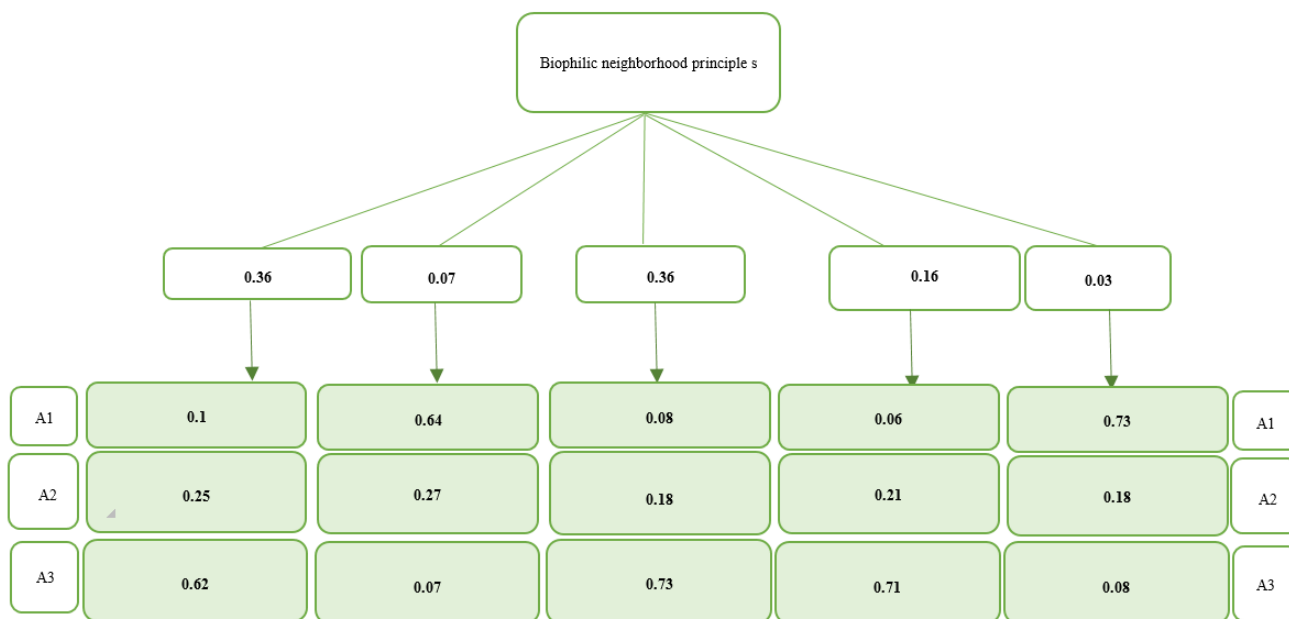 Biophilic neighborhood principle s
0.36 0.07 0.36 0.16 0.03
A1 0.1 0.64 0.08 0.06 0.73 A1
A2 0.25 0.27 0.18 0.21 0.18 A2
A3 0.62 0.07 0.73 0.71 0.08 A3